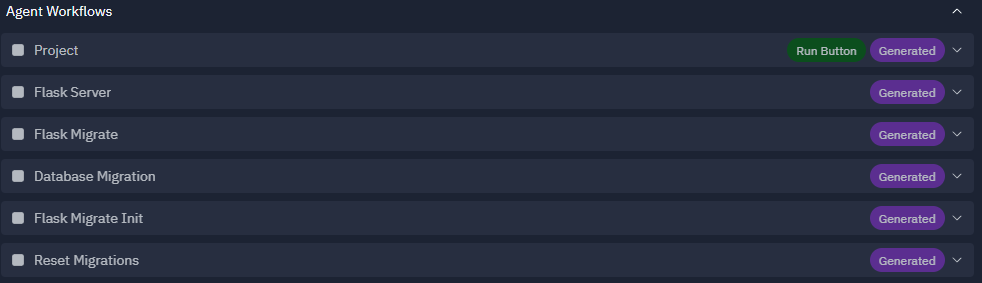 Agent Workflows
Project Run Button Generated
Flask Server Generated
Flask Migrate Generated
Database Migration Generated
Flask Migrate Init Generated
Reset Migrations Generated